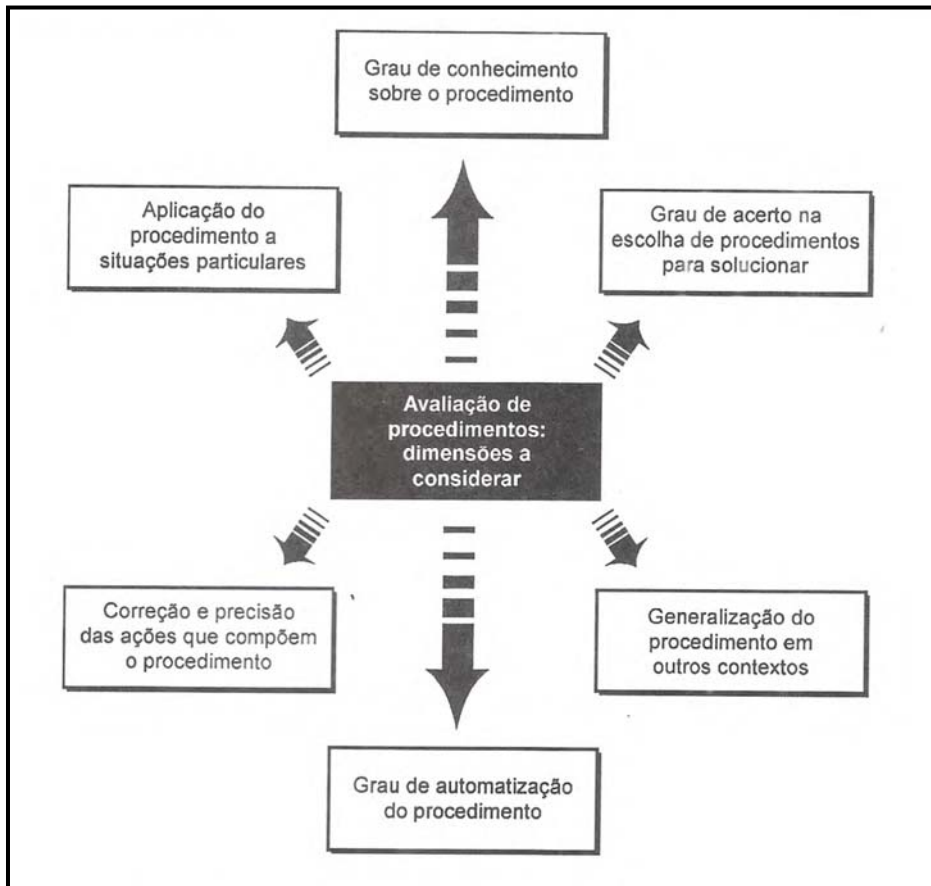 Grau de conhecimento
sobre o procedimento
Aplicação do
procedimento a
situações particulares
Grau de acerto na
escolha de procedimentos
para solucionar
Avaliação de
procedimentos:
dimensões a
considerar
Correção e precisão
das ações que compõem
o procedimento
Generalização do
procedimento em
outros contextos
Grau de automatização
do procedimento